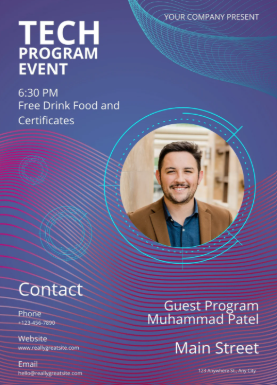 YOUR COMPANY PRESENT
TECH
PROGRAM
EVENT
6:30 PM
Free Drink Food and
Certificates
Contact
Phone
+123-456-7890
Website
www.reallygreatsite.com
Email
hello@reallygreatsite.com
Guest Program
Muhammad Patel
Main Street
123 Anywhere St., Any City